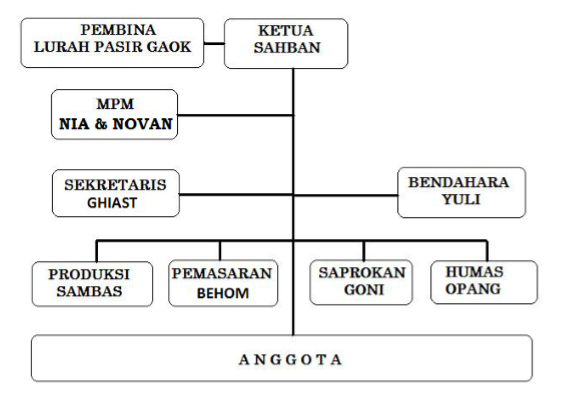 PEMBINA
LURAH PASIR GAOK
KETUA
SAHBAN
MPM
NIA & NOVAN
SEKRETARIS
GHIAST
BENDAHARA
YULI
PRODUKSI
SAMBAS
PEMASARAN
BEHOM
SAPROKAN
GONI
HUMAS
OPANG
ANGGOTA